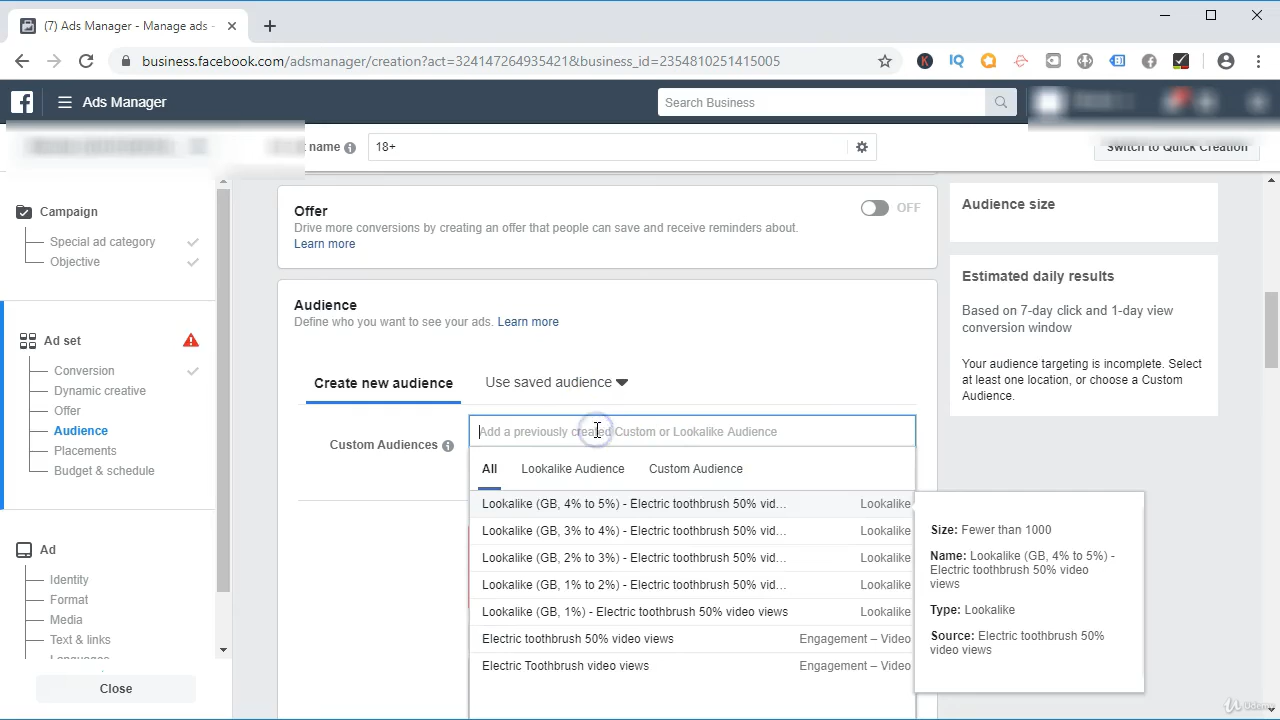 (7) Ads Manager - Manage ads -
business.facebook.com/adsmanager/creation?act=324147264935421&business_id=2354810251415005
Ads Manager
Search Business
name
18+
Switch to Quick Creation
Campaign
Special ad category
Objective
Ad set
Conversion
Dynamic creative
Offer
Audience
Placements
Budget & schedule
Ad
Identity
Format
Media
Text & links
Languages
Close
Offer
OFF
Drive more conversions by creating an offer that people can save and receive reminders about.
Learn more
Audience
Define who you want to see your ads. Learn more
Create new audience
Use saved audience
Custom Audiences
Add a previously created Custom or Lookalike Audience
All
Lookalike Audience
Custom Audience
Lookalike (GB, 4% to 5%) - Electric toothbrush 50% vid... Lookalike
Lookalike (GB, 3% to 4%) - Electric toothbrush 50% vid... Lookalike
Lookalike (GB, 2% to 3%) - Electric toothbrush 50% vid... Lookalike
Lookalike (GB, 1% to 2%) - Electric toothbrush 50% vid... Lookalike
Lookalike (GB, 1%) - Electric toothbrush 50% video views Lookalike
Electric toothbrush 50% video views Engagement – Video
Electric Toothbrush video views Engagement – Video
Size: Fewer than 1000
Name: Lookalike (GB, 4% to 5%) -
Electric toothbrush 50% video
views
Type: Lookalike
Source: Electric toothbrush 50%
video views
Audience size
Estimated daily results
Based on 7-day click and 1-day view
conversion window
Your audience targeting is incomplete. Select
at least one location, or choose a Custom
Audience.
Udemy